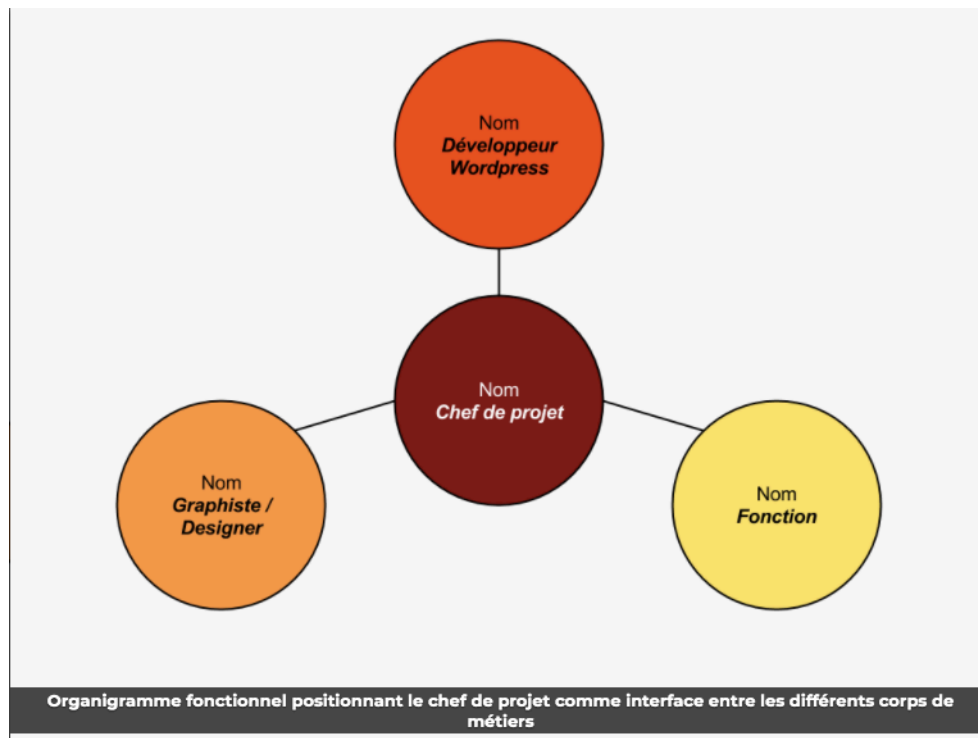 Nom
Développeur
Wordpress
Nom
Chef de projet
Nom
Graphiste /
Designer
Nom
Fonction
Organigramme fonctionnel positionnant le chef de projet comme interface entre les différents corps de
métiers